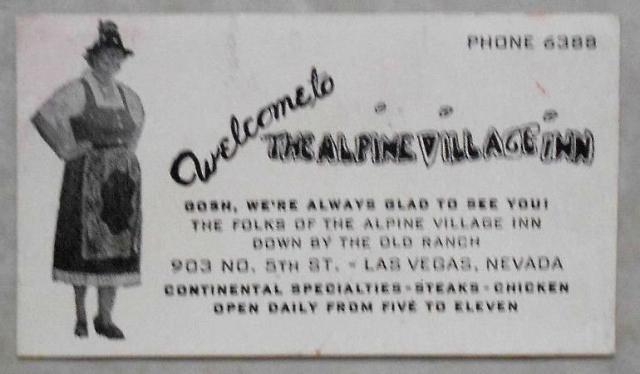 PHONE 6388
Welcome to
THE ALPINE VILLAGE INN
GOSH, WE'RE ALWAYS GLAD TO SEE YOU!
THE FOLKS OF THE ALPINE VILLAGE INN
DOWN BY THE OLD RANCH
903 NO. 5TH ST. - LAS VEGAS, NEVADA
CONTINENTAL SPECIALTIES - STEAKS - CHICKEN
OPEN DAILY FROM FIVE TO ELEVEN